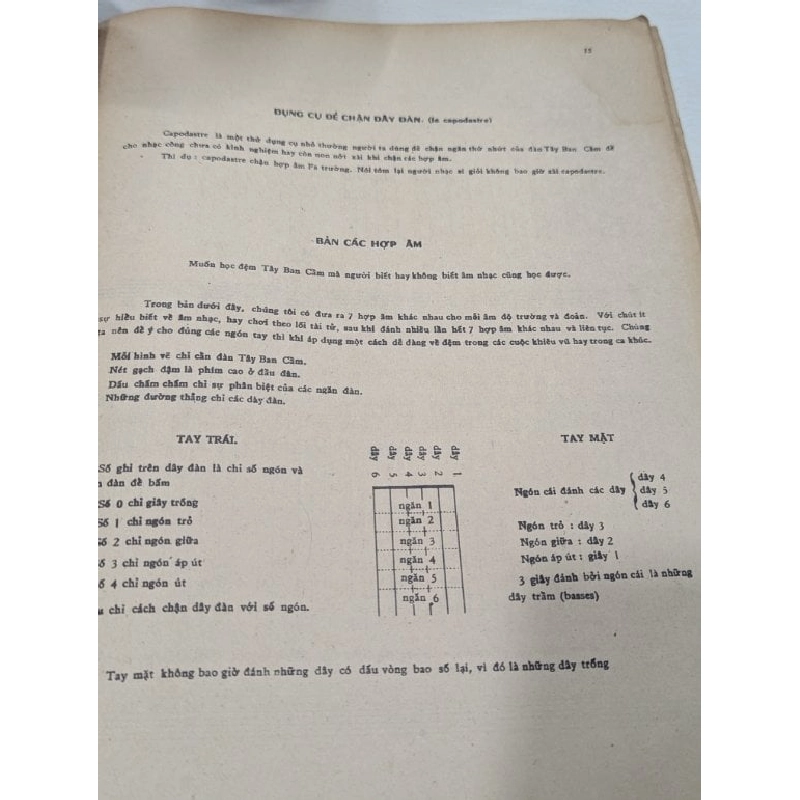 15
DỤNG CỤ ĐỂ CHẬN DÂY ĐÀN. (le capodastre)
Capodastre là một thứ dụng cụ nhỏ thường người ta dùng để chận ngăn thứ nhứt của đàn Tây Ban Cầm để
cho nhạc công chưa có kinh nghiệm hay còn non nớt xài khi chận các hợp âm.
Thí dụ : capodastre chận hợp âm Fa trưởng. Nói tóm lại người nhạc sĩ giỏi không bao giờ xài capodastre.
BẢN CÁC HỢP ÂM
Muốn học đệm Tây Ban Cầm mà người biết hay không biết âm nhạc cũng học được.
Trong bản dưới đây, chúng tôi có đưa ra 7 hợp âm khác nhau cho mỗi âm độ trưởng và đoản. Với chút ít
sự hiểu biết về âm nhạc, hay chơi theo lối tài tử, sau khi đánh nhiều lần hết 7 hợp âm khác nhau và liên tục. Chúng
ta nên để ý cho đúng các ngón tay thì khi áp dụng một cách dễ dàng về đệm trong các cuộc khiêu vũ hay trong ca khúc.
Mỗi hình vẽ chỉ cần đàn Tây Ban Cầm.
Nét gạch đậm là phím cao ở đầu đàn.
Dấu chấm chấm chỉ sự phân biệt của các ngăn đàn.
Những đường thẳng chỉ các dây đàn.
TAY TRÁI.
Số ghi trên dây đàn là chỉ số ngón và
đàn để bấm
Số 0 chỉ giây trống
Số 1 chỉ ngón trỏ
số 2 chỉ ngón giữa
ố 3 chỉ ngón áp út
ố 4 chỉ ngón út
chỉ cách chận dây đàn với số ngón.
dây 6
dây 5
dây 4
dây 3
dây 2
dây 1
ngăn 1
ngăn 2
ngăn 3
ngăn 4
ngăn 5
ngăn 6
TAY MẶT
Ngón cái đánh các dây
dây 4
dây 5
dây 6
Ngón trỏ : dây 3
Ngón giữa : dây 2
Ngón áp út : giây 1
3 giây đánh bởi ngón cái là những
dây trầm (basses)
Tay mặt không bao giờ đánh những dây có dấu vòng bao số lại, vì đó là những dây trống